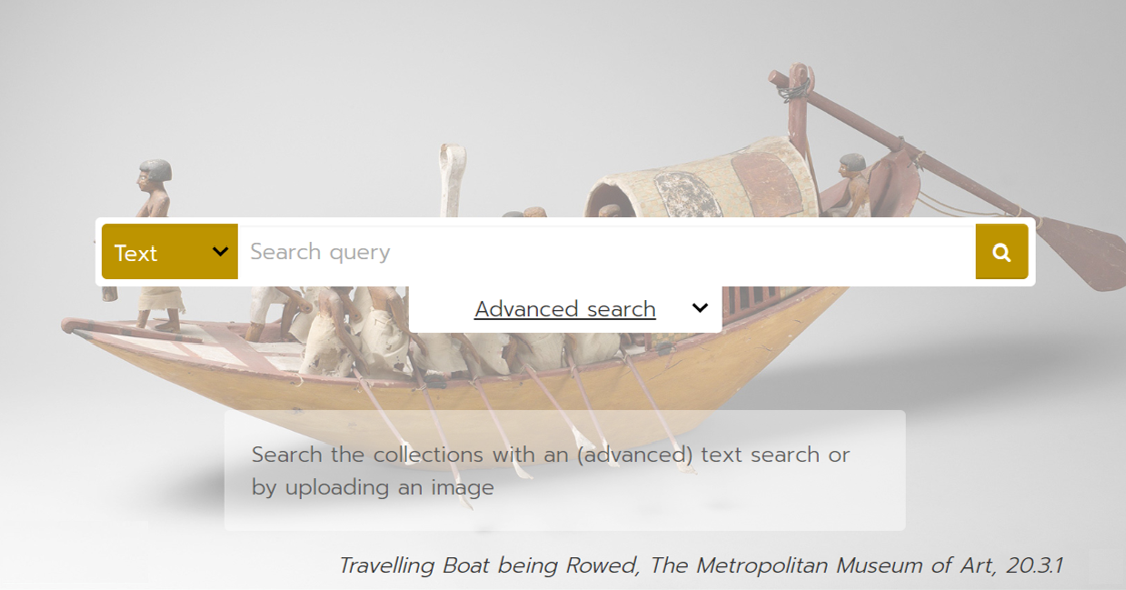 Text
Search query
Advanced search
Search the collections with an (advanced) text search or
by uploading an image
Travelling Boat being Rowed, The Metropolitan Museum of Art, 20.3.1